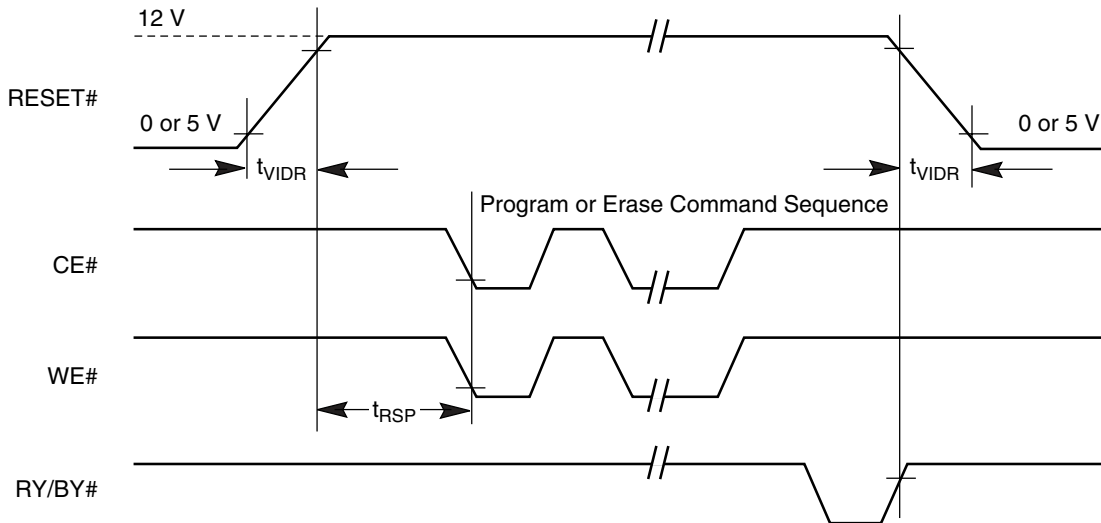 12 V
RESET#
0 or 5 V
0 or 5 V
tVIDR
tVIDR
Program or Erase Command Sequence
CE#
WE#
tRSP
RY/BY#